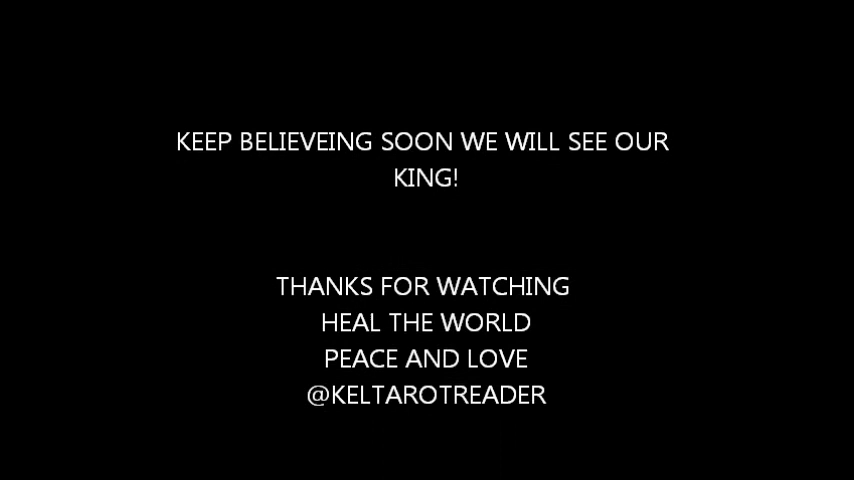 KEEP BELIEVEING SOON WE WILL SEE OUR
KING!
THANKS FOR WATCHING
HEAL THE WORLD
PEACE AND LOVE
@KELTAROTREADER